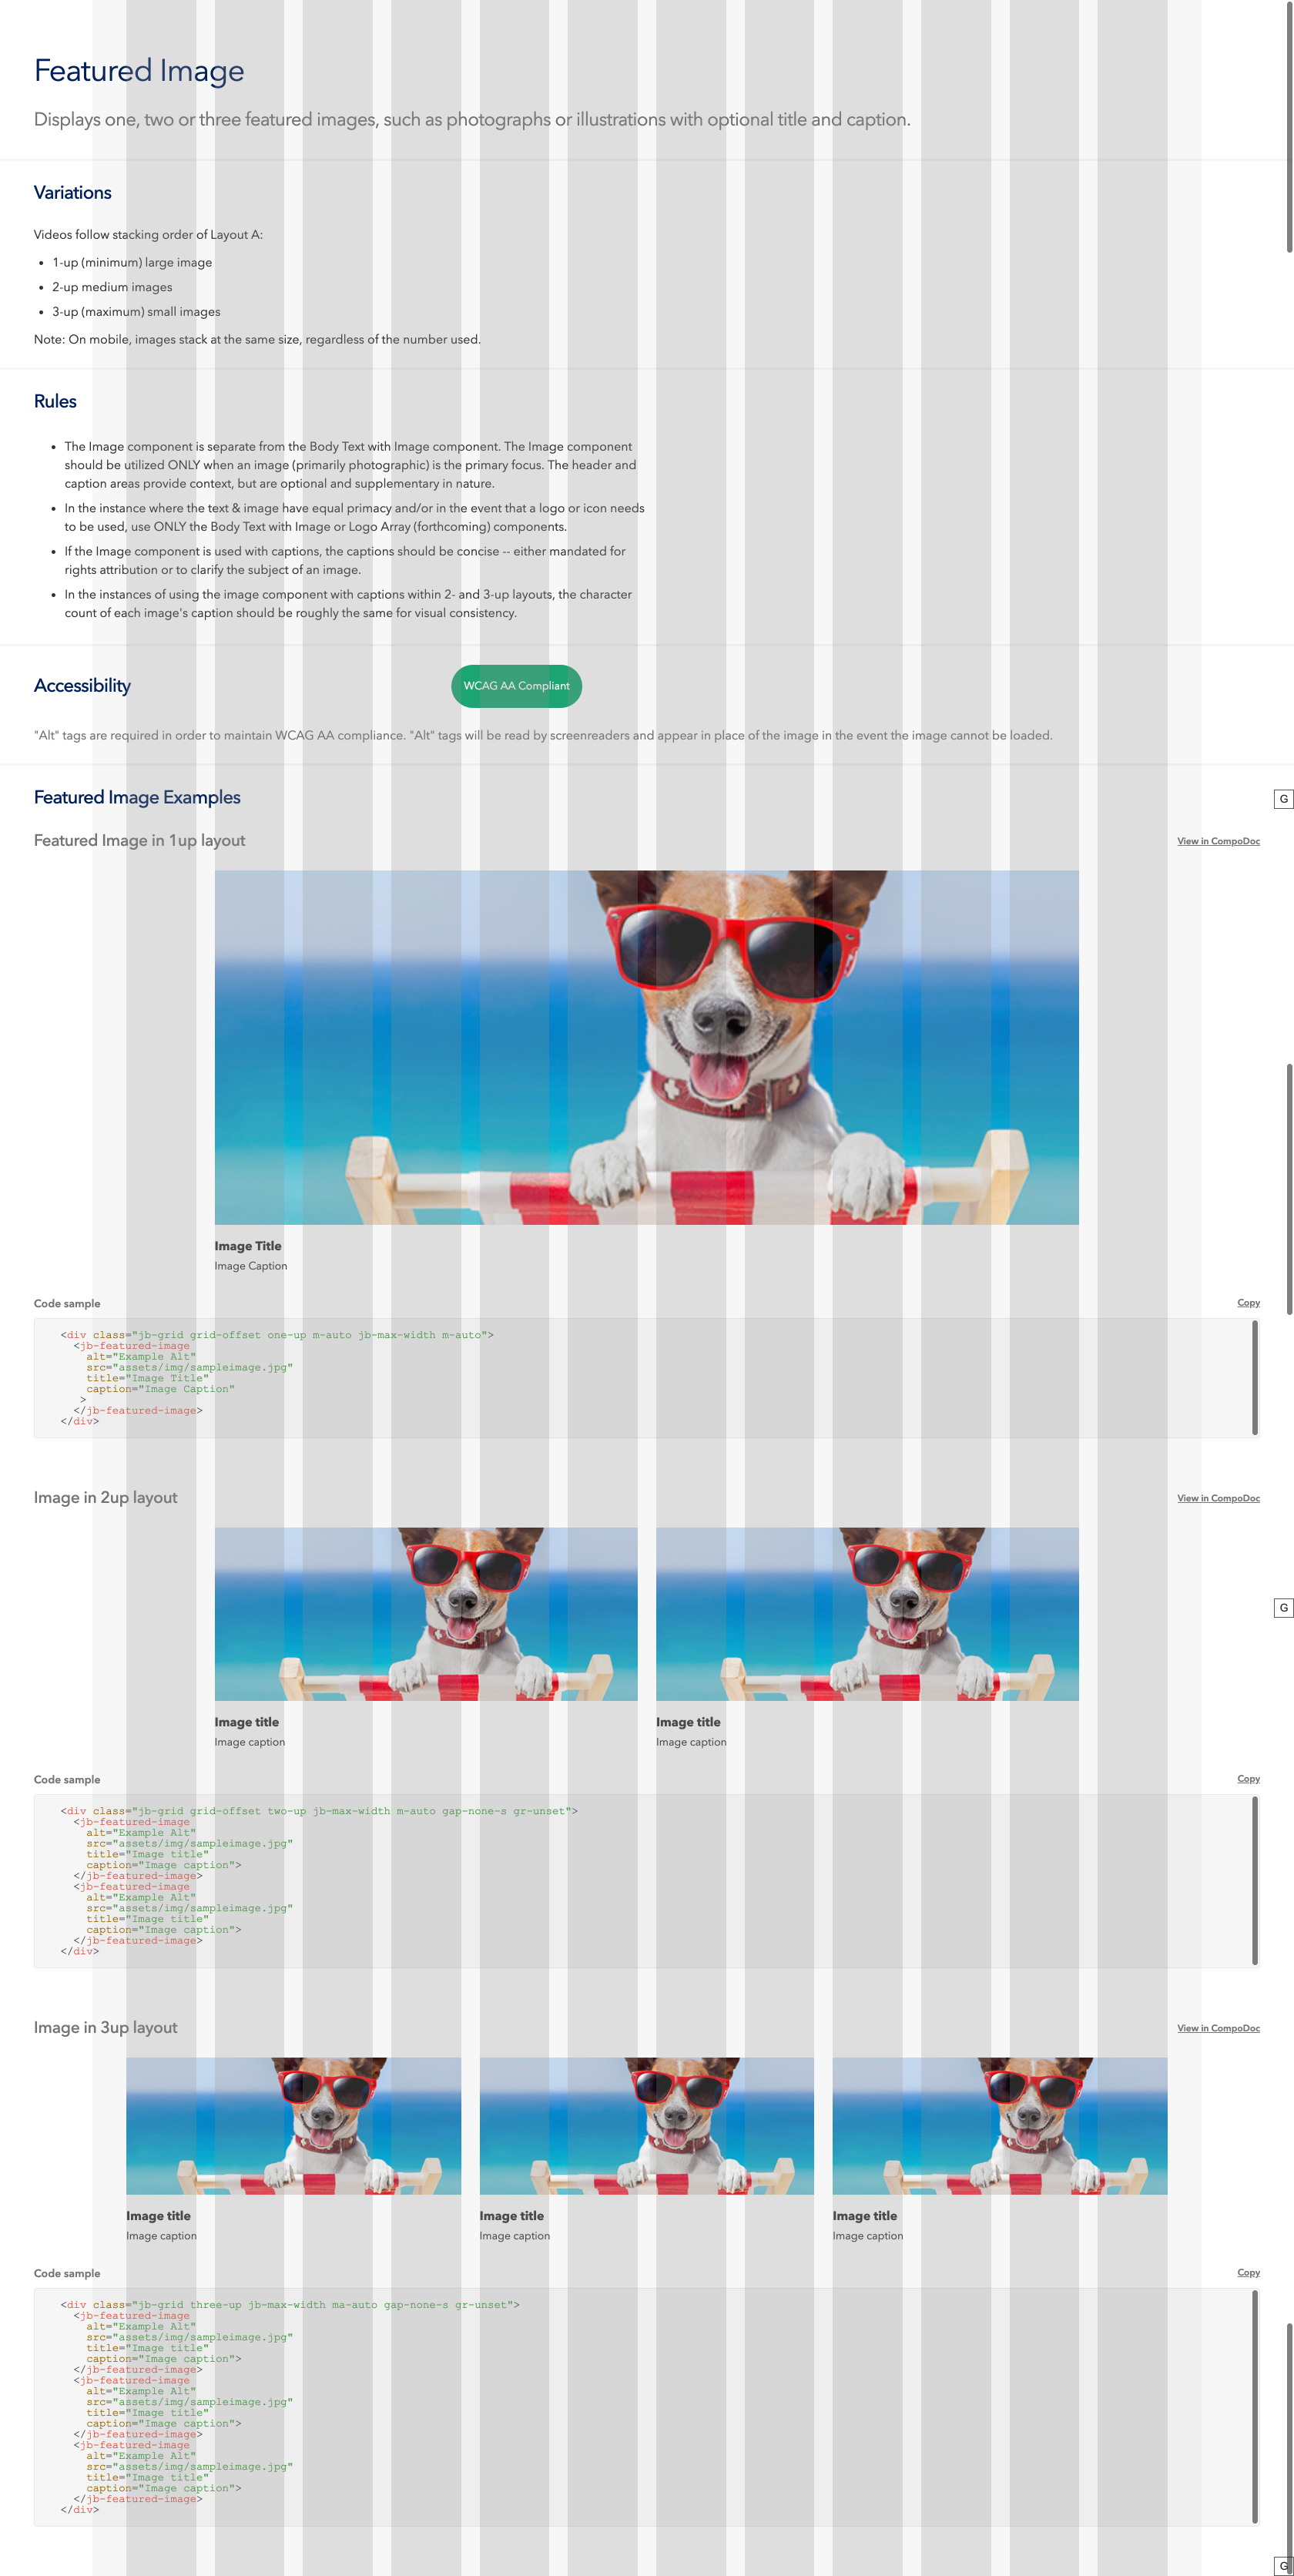 Featured Image
Displays one, two or three featured images, such as photographs or illustrations with optional title and caption.
Variations
Videos follow stacking order of Layout A:
• 1-up (minimum) large image
• 2-up medium images
• 3-up (maximum) small images
Note: On mobile, images stack at the same size, regardless of the number used.
Rules
• The Image component is separate from the Body Text with Image component. The Image component
should be utilized ONLY when an image (primarily photographic) is the primary focus. The header and
caption areas provide context, but are optional and supplementary in nature.
• In the instance where the text & image have equal primacy and/or in the event that a logo or icon needs
to be used, use ONLY the Body Text with Image or Logo Array (forthcoming) components.
• If the Image component is used with captions, the captions should be concise -- either mandated for
rights attribution or to clarify the subject of an image.
• In the instances of using the image component with captions within 2- and 3-up layouts, the character
count of each image's caption should be roughly the same for visual consistency.
Accessibility
WCAG AA Compliant
"Alt" tags are required in order to maintain WCAG AA compliance. "Alt" tags will be read by screenreaders and appear in place of the image in the event the image cannot be loaded.
Featured Image Examples
G
Featured Image in 1up layout
View in CompoDoc
Image Title
Image Caption
Code sample
Copy
<div class="jb-grid grid-offset one-up m-auto jb-max-width m-auto">
<jb-featured-image
alt="Example Alt"
src="assets/img/sampleimage.jpg"
title="Image Title"
caption="Image Caption"
>
</jb-featured-image>
</div>
Image in 2up layout
View in CompoDoc
G
Image title
Image caption
Image title
Image caption
Code sample
Copy
<div class="jb-grid grid-offset two-up jb-max-width m-auto gap-none-s gr-unset">
<jb-featured-image
alt="Example Alt"
src="assets/img/sampleimage.jpg"
title="Image title"
caption="Image caption">
</jb-featured-image>
<jb-featured-image
alt="Example Alt"
src="assets/img/sampleimage.jpg"
title="Image title"
caption="Image caption">
</jb-featured-image>
</div>
Image in 3up layout
View in CompoDoc
Image title
Image caption
Image title
Image caption
Image title
Image caption
Code sample
Copy
<div class="jb-grid three-up jb-max-width ma-auto gap-none-s gr-unset">
<jb-featured-image
alt="Example Alt"
src="assets/img/sampleimage.jpg"
title="Image title"
caption="Image caption">
</jb-featured-image>
<jb-featured-image
alt="Example Alt"
src="assets/img/sampleimage.jpg"
title="Image title"
caption="Image caption">
</jb-featured-image>
<jb-featured-image
alt="Example Alt"
src="assets/img/sampleimage.jpg"
title="Image title"
caption="Image caption">
</jb-featured-image>
</div>
G